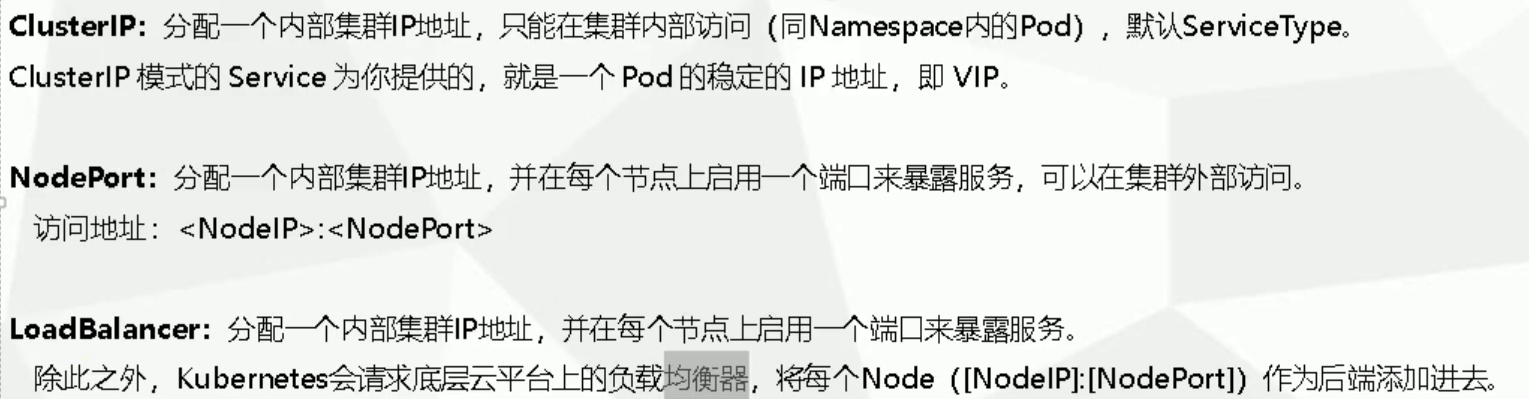 ClusterIP：分配一个内部集群IP地址，只能在集群内部访问（同Namespace内的Pod），默认ServiceType。
ClusterIP 模式的 Service 为你提供的，就是一个 Pod 的稳定的 IP 地址，即 VIP。
NodePort：分配一个内部集群IP地址，并在每个节点上启用一个端口来暴露服务，可以在集群外部访问。
访问地址：<NodeIP>:<NodePort>
LoadBalancer：分配一个内部集群IP地址，并在每个节点上启用一个端口来暴露服务。
除此之外，Kubernetes会请求底层云平台上的负载均衡器，将每个Node（[NodeIP]:[NodePort]）作为后端添加进去。